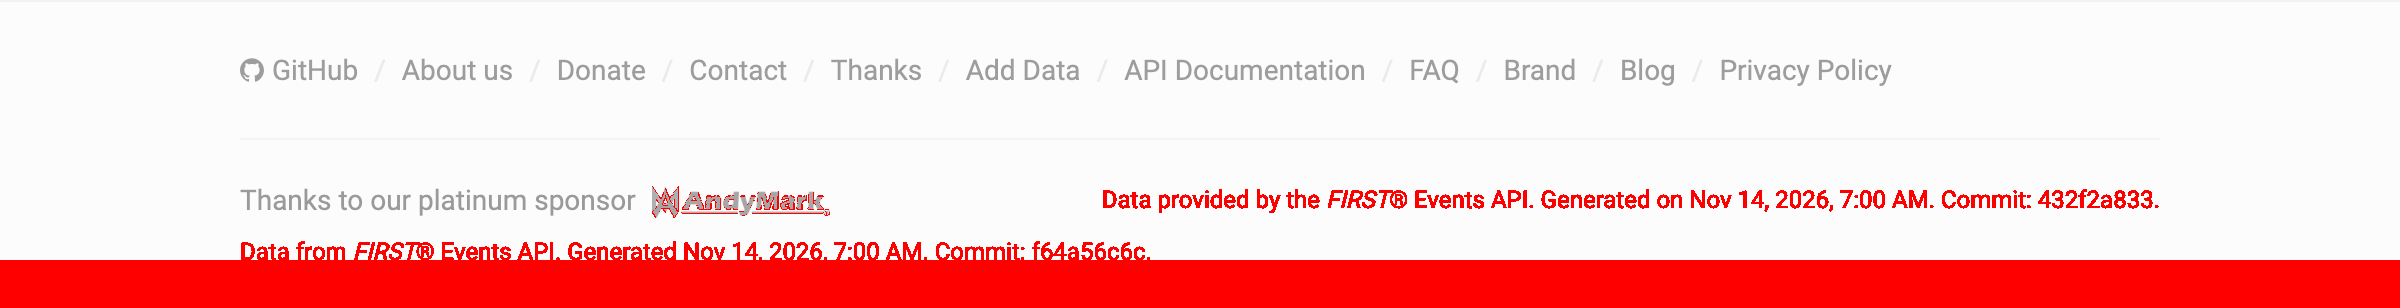 GitHub / About us / Donate / Contact / Thanks / Add Data / API Documentation / FAQ / Brand / Blog / Privacy Policy
Thanks to our platinum sponsor AndyMark Data provided by the FIRST® Events API. Generated on Nov 14, 2026, 7:00 AM. Commit: 432f2a833.
Data from FIRST® Events API. Generated Nov 14, 2026, 7:00 AM. Commit: f64a56c6c.